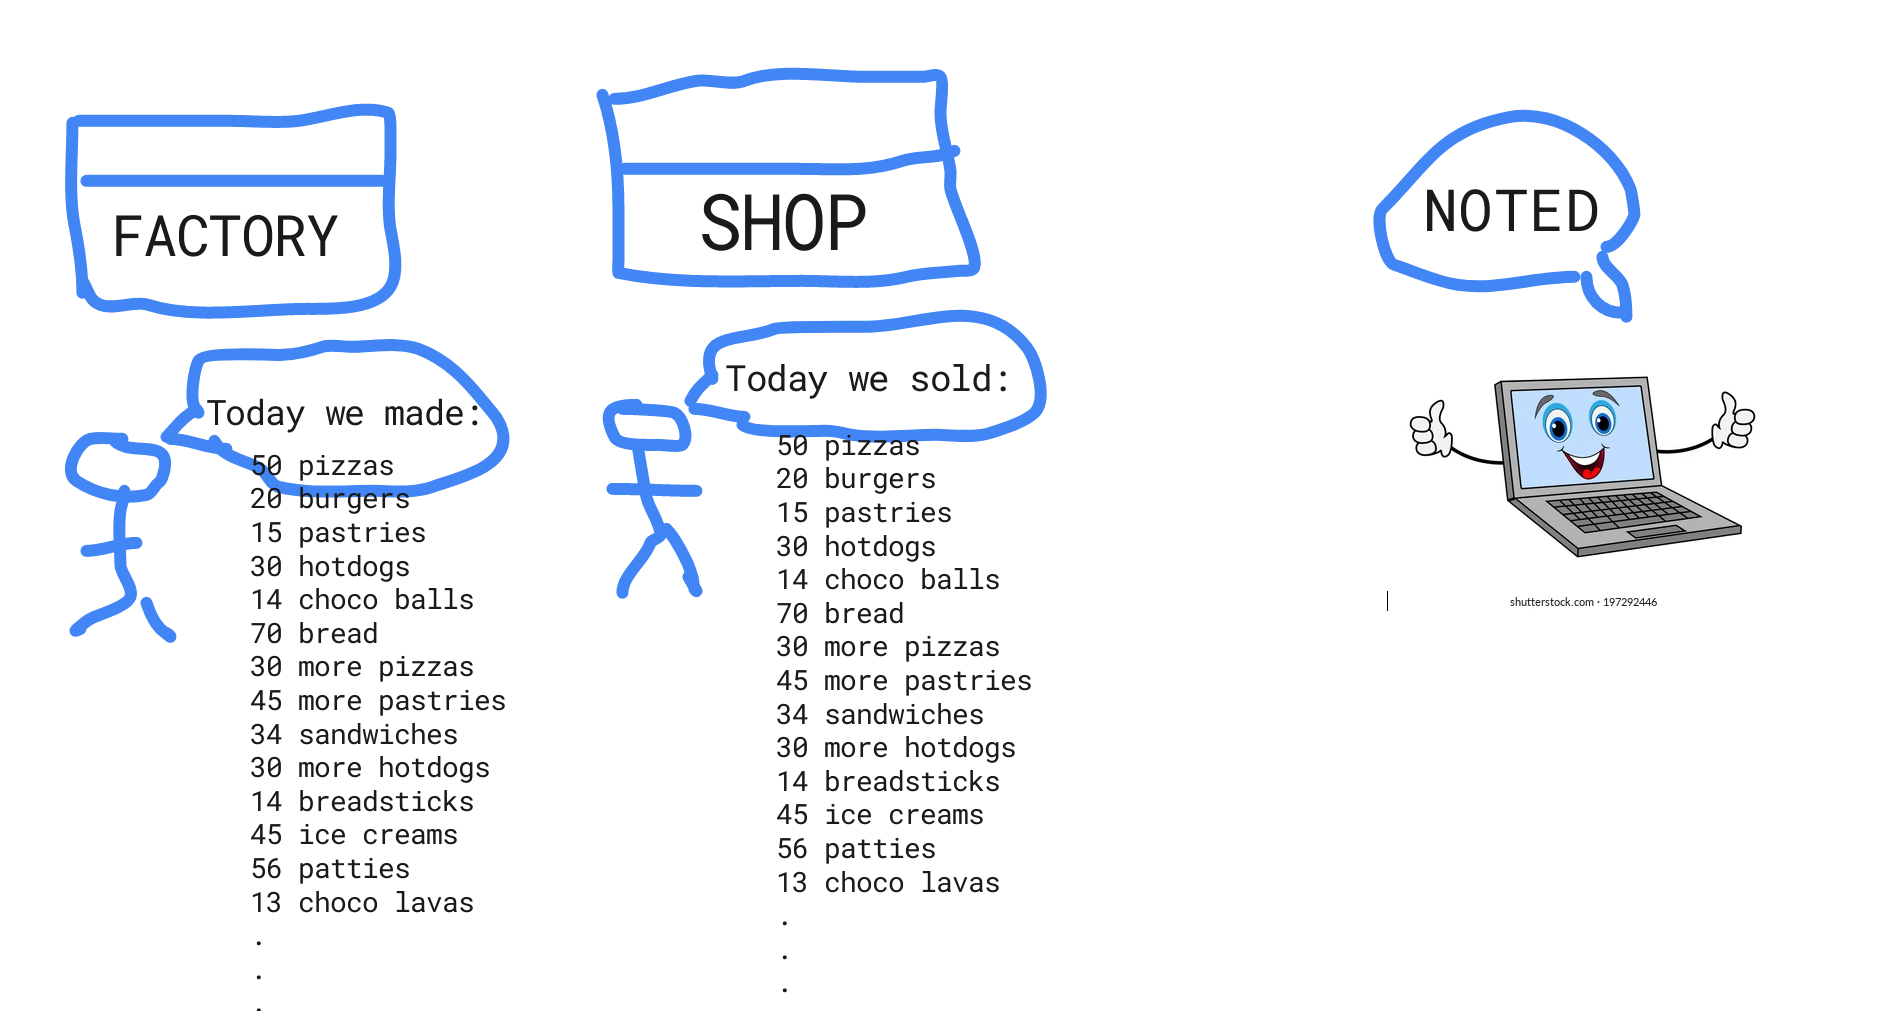 FACTORY
Today we made:
50 pizzas
20 burgers
15 pastries
30 hotdogs
14 choco balls
70 bread
30 more pizzas
45 more pastries
34 sandwiches
30 more hotdogs
14 breadsticks
45 ice creams
56 patties
13 choco lavas
.
.
.
SHOP
Today we sold:
50 pizzas
20 burgers
15 pastries
30 hotdogs
14 choco balls
70 bread
30 more pizzas
45 more pastries
34 sandwiches
30 more hotdogs
14 breadsticks
45 ice creams
56 patties
13 choco lavas
.
.
.
NOTED
shutterstock.com · 197292446